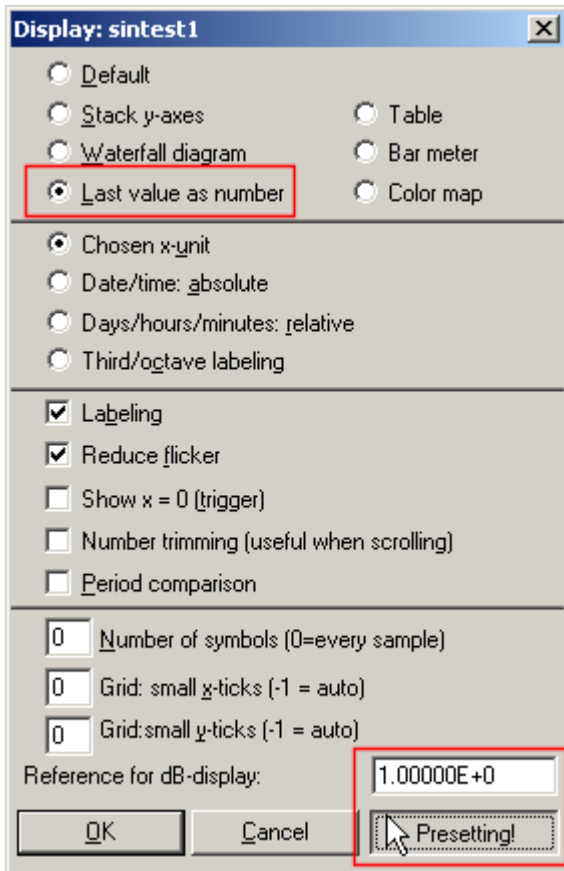 Display: sintest1
Default
Stack y-axes
Table
Waterfall diagram
Bar meter
Last value as number
Color map
Chosen x-unit
Date/time: absolute
Days/hours/minutes: relative
Third/octave labeling
Labeling
Reduce flicker
Show x = 0 (trigger)
Number trimming (useful when scrolling)
Period comparison
0 Number of symbols (0=every sample)
0 Grid: small x-ticks (-1 = auto)
0 Grid:small y-ticks (-1 = auto)
Reference for dB-display: 1.00000E+0
OK Cancel Presetting!